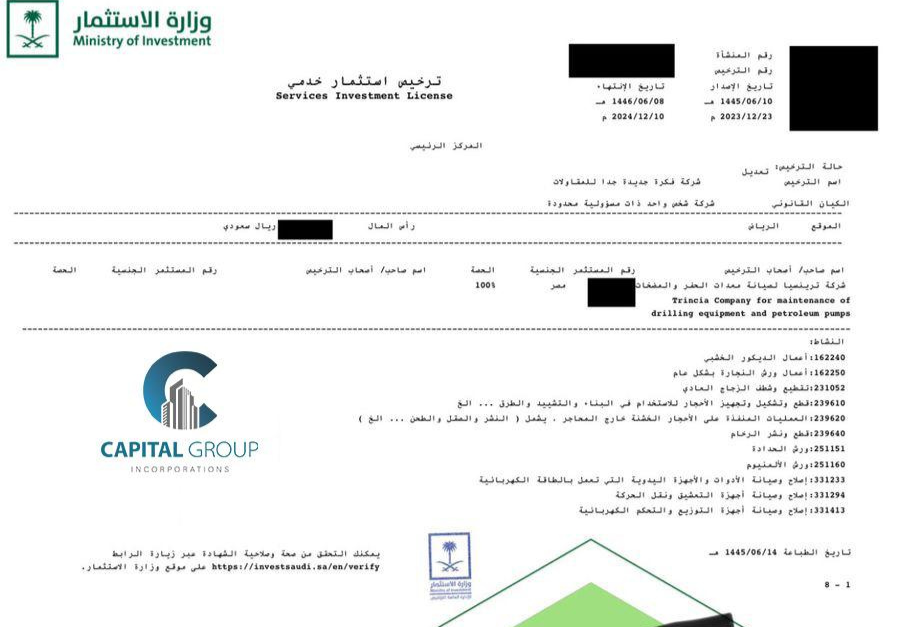 وزارة الاستثمار
Ministry of Investment
ترخيص استثمار خدمي
Services Investment License
رقم المنشأة
رقم الترخيص
تاريخ الإصدار تاريخ الإنتهاء
1445/06/10 هـ 1446/06/08 هـ
2023/12/23 م 2024/12/10 م
المركز الرئيسي
حالة الترخيص: تعديل
اسم الترخيص شركة فكرة جديدة جدا للمقاولات
الكيان القانوني شركة شخص واحد ذات مسؤولية محدودة
الموقع الرياض رأس المال ريال سعودي
اسم صاحب/ أصحاب الترخيص رقم المستثمر الجنسية الحصة اسم صاحب/ أصحاب الترخيص رقم المستثمر الجنسية الحصة
شركة ترينسيا لصيانة معدات الحفر والمضخات مصر 100%
Trincia Company for maintenance of
drilling equipment and petroleum pumps
النشاط:
162240:أعمال الديكور الخشبي
162250:أعمال ورش النجارة بشكل عام
231052:تقطيع وشطف الزجاج العادي
239610:قطع وتشكيل وتجهيز الأحجار للاستخدام في البناء والتشييد والطرق ... الخ
239620:العمليات المنفذة على الأحجار الخشنة خارج المحاجر . يشمل ( النشر والصقل والطحن ... الخ )
239640:قطع ونشر الرخام
251151:ورش الحدادة
251160:ورش الألمنيوم
331233:إصلاح وصيانة الأدوات والأجهزة اليدوية التي تعمل بالطاقة الكهربائية
331294:إصلاح وصيانة أجهزة التعشيق ونقل الحركة
331413:إصلاح وصيانة أجهزة التوزيع والتحكم الكهربائية
CAPITAL GROUP
INCORPORATIONS
تاريخ الطباعة 1445/06/14 هـ
يمكنك التحقق من صحة وصلاحية الشهادة عبر زيارة الرابط
https://investsaudi.sa/en/verify على موقع وزارة الاستثمار.
وزارة الاستثمار
Ministry of Investment
8 - 1